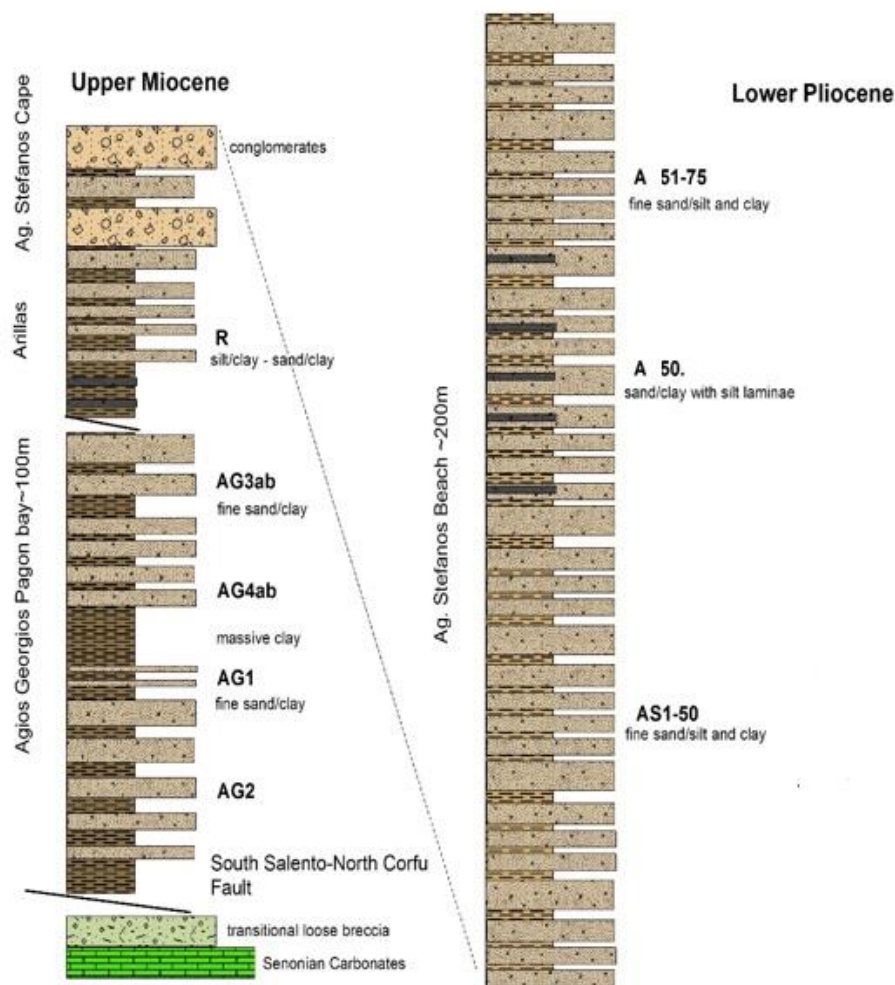 Upper Miocene
Ag. Stefanos Cape
conglomerates
Arillas
R
silt/clay - sand/clay
Agios Georgios Pagon bay~100m
AG3ab
fine sand/clay
AG4ab
massive clay
AG1
fine sand/clay
AG2
South Salento-North Corfu
Fault
transitional loose breccia
Senonian Carbonates
Lower Pliocene
Ag. Stefanos Beach ~200m
A 51-75
fine sand/silt and clay
A 50.
sand/clay with silt laminae
AS1-50
fine sand/silt and clay